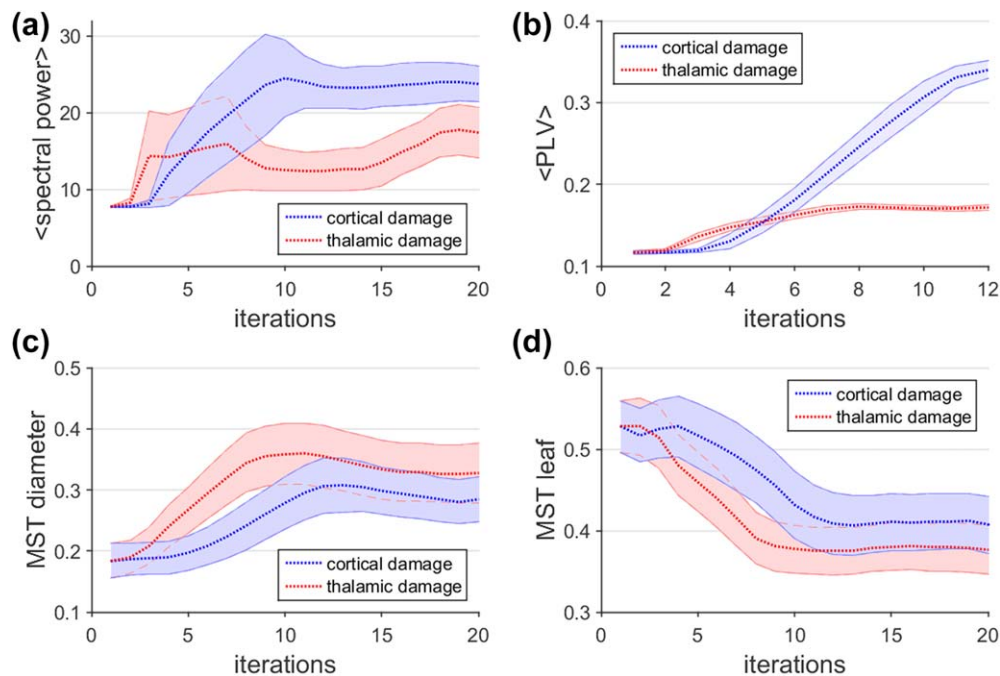 (a)
<spectral power>
30
20
10
0
cortical damage
thalamic damage
0 5 10 15 20
iterations
(b)
<PLV>
0.4
0.3
0.2
0.1
cortical damage
thalamic damage
0 2 4 6 8 10 12
iterations
(c)
MST diameter
0.5
0.4
0.3
0.2
0.1
cortical damage
thalamic damage
0 5 10 15 20
iterations
(d)
MST leaf
0.6
0.5
0.4
0.3
cortical damage
thalamic damage
0 5 10 15 20
iterations